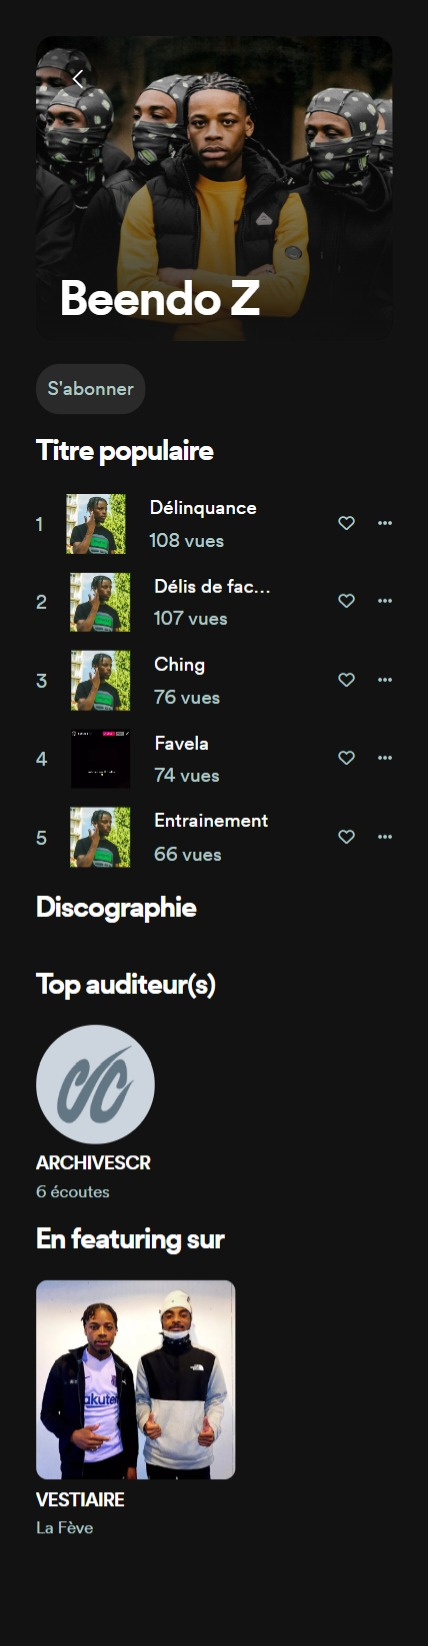 Beendo Z
S'abonner
Titre populaire
1
Délinquance
108 vues
2
Délis de fac...
107 vues
3
Ching
76 vues
4
Favela
74 vues
5
Entrainement
66 vues
Discographie
Top auditeur(s)
ARCHIVESCR
6 écoutes
En featuring sur
akuten
VESTIAIRE
La Fève